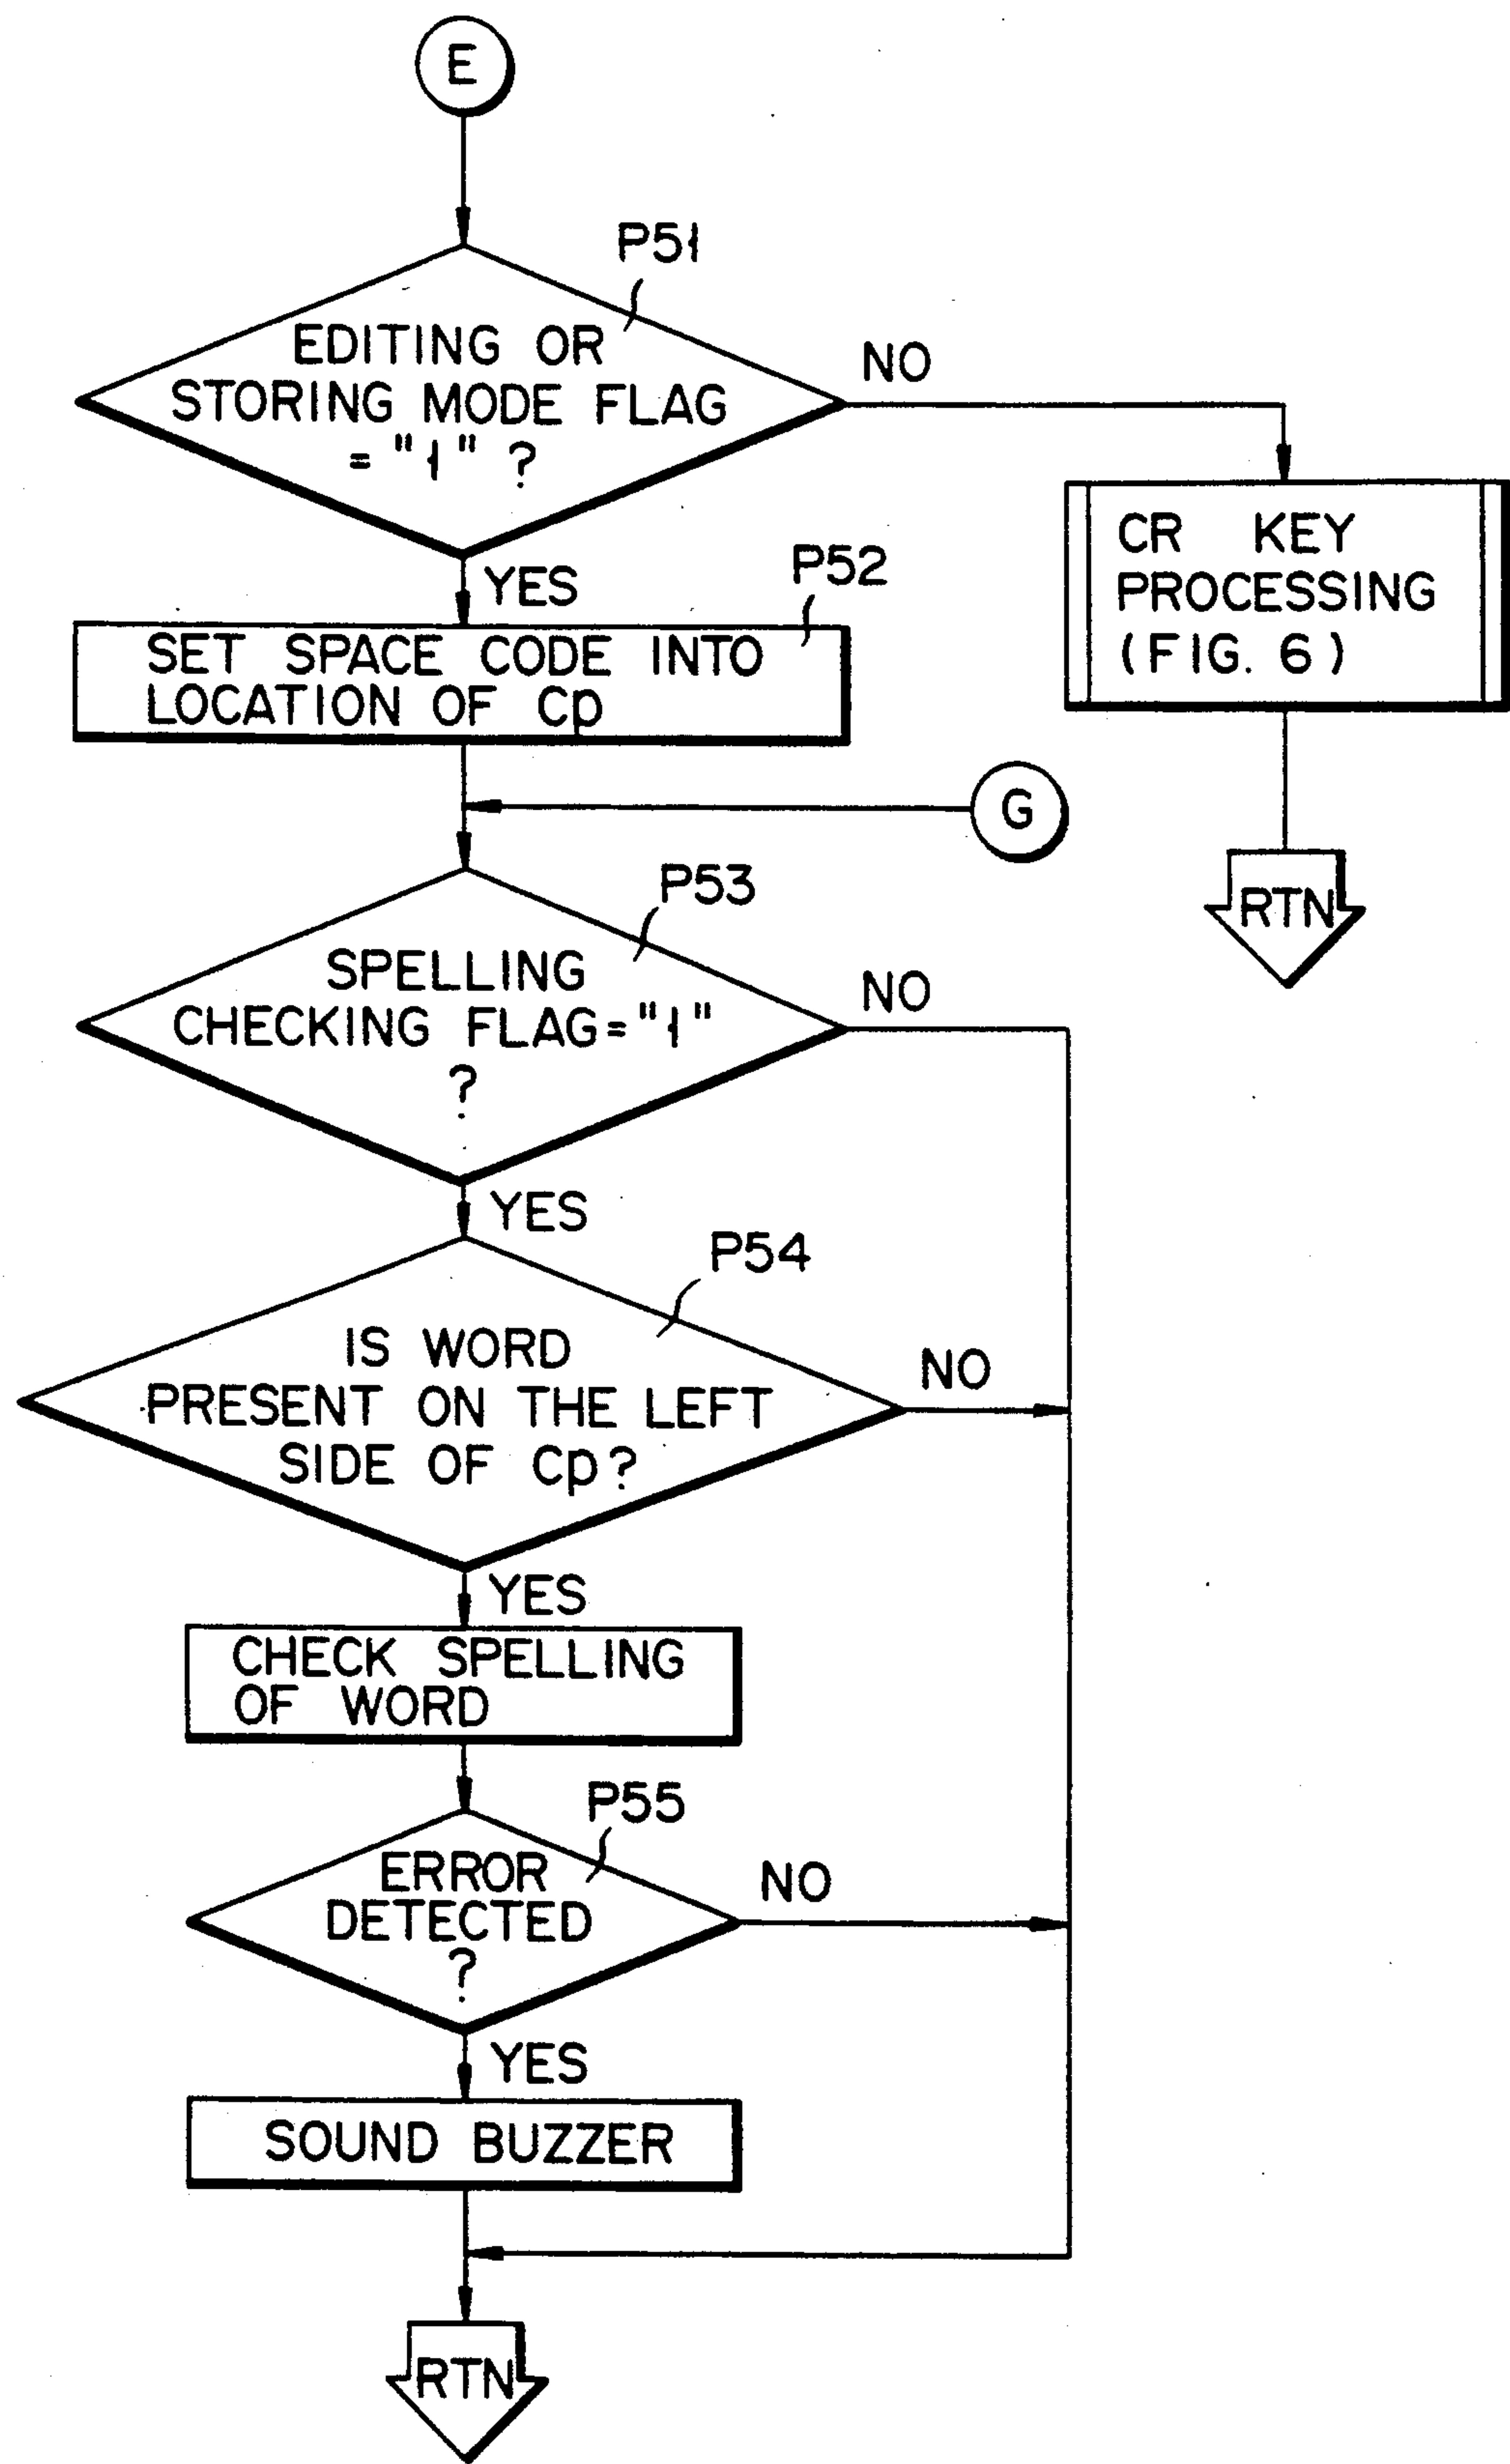 E
P51
EDITING OR
STORING MODE FLAG
="1" ?
NO
YES
P52
SET SPACE CODE INTO
LOCATION OF Cp
CR KEY
PROCESSING
(FIG. 6)
G
RTN
P53
SPELLING
CHECKING FLAG="1"
?
NO
YES
P54
IS WORD
PRESENT ON THE LEFT
SIDE OF Cp?
NO
YES
CHECK SPELLING
OF WORD
P55
ERROR
DETECTED
?
NO
YES
SOUND BUZZER
RTN